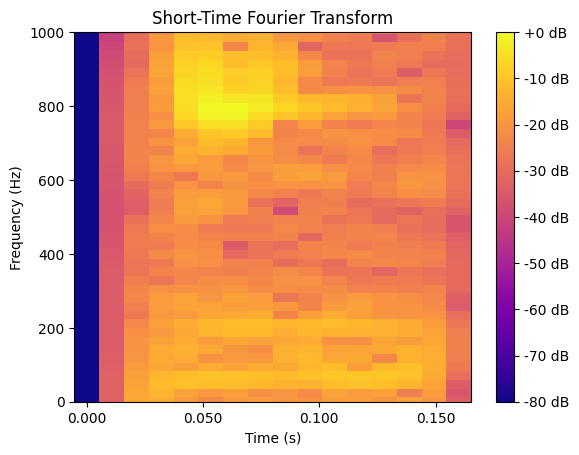 Short-Time Fourier Transform
Frequency (Hz)
1000
800
600
400
200
0
0.000
0.050
0.100
0.150
Time (s)
+0 dB
-10 dB
-20 dB
-30 dB
-40 dB
-50 dB
-60 dB
-70 dB
-80 dB